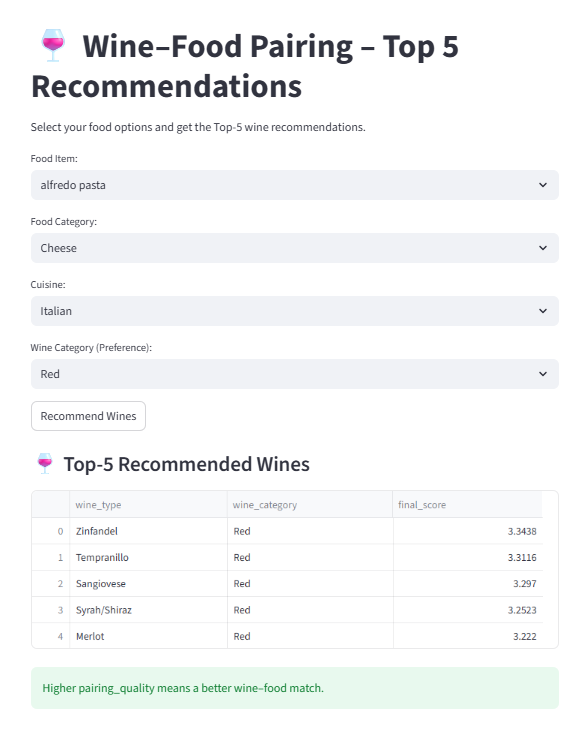 Wine–Food Pairing – Top 5
Recommendations
Select your food options and get the Top-5 wine recommendations.
Food Item:
alfredo pasta
Food Category:
Cheese
Cuisine:
Italian
Wine Category (Preference):
Red
Recommend Wines
Top-5 Recommended Wines
wine_type wine_category final_score
0 Zinfandel Red 3.3438
1 Tempranillo Red 3.3116
2 Sangiovese Red 3.297
3 Syrah/Shiraz Red 3.2523
4 Merlot Red 3.222
Higher pairing_quality means a better wine–food match.